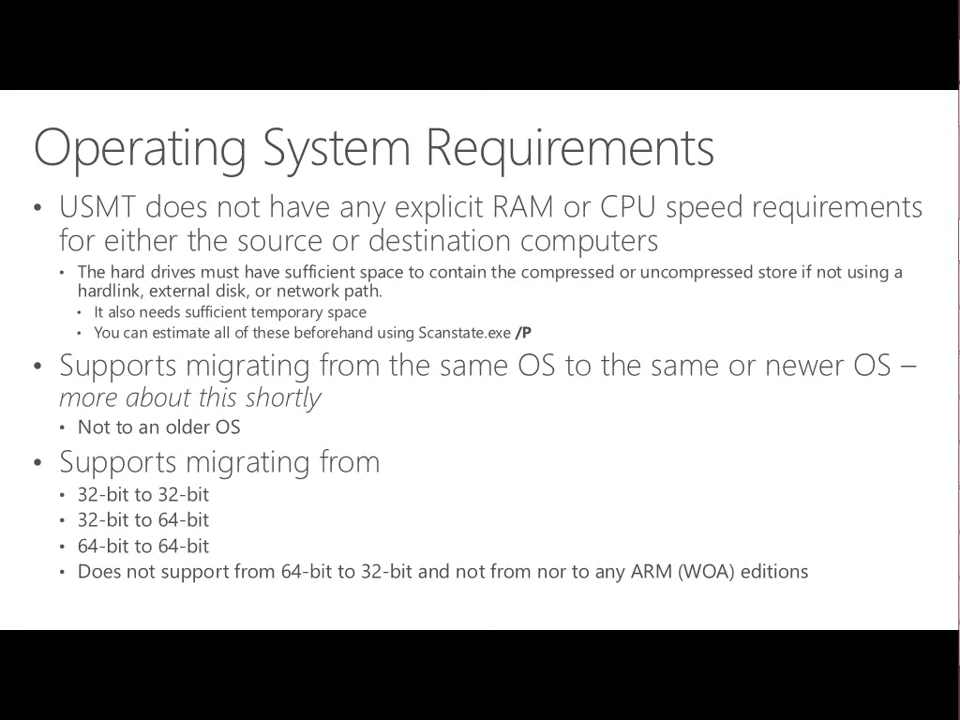 Operating System Requirements
• USMT does not have any explicit RAM or CPU speed requirements
for either the source or destination computers
• The hard drives must have sufficient space to contain the compressed or uncompressed store if not using a
hardlink, external disk, or network path.
• It also needs sufficient temporary space
• You can estimate all of these beforehand using Scanstate.exe /P
• Supports migrating from the same OS to the same or newer OS –
more about this shortly
• Not to an older OS
• Supports migrating from
• 32-bit to 32-bit
• 32-bit to 64-bit
• 64-bit to 64-bit
• Does not support from 64-bit to 32-bit and not from nor to any ARM (WOA) editions